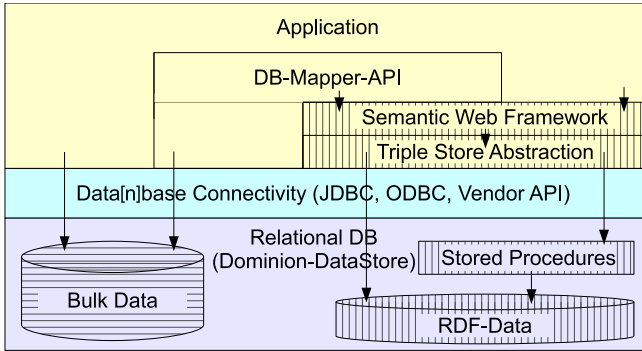 Application
DB-Mapper-API
Semantic Web Framework
Triple Store Abstraction
Data[n]base Connectivity (JDBC, ODBC, Vendor API)
Relational DB
(Dominion-DataStore)
Stored Procedures
Bulk Data
RDF-Data